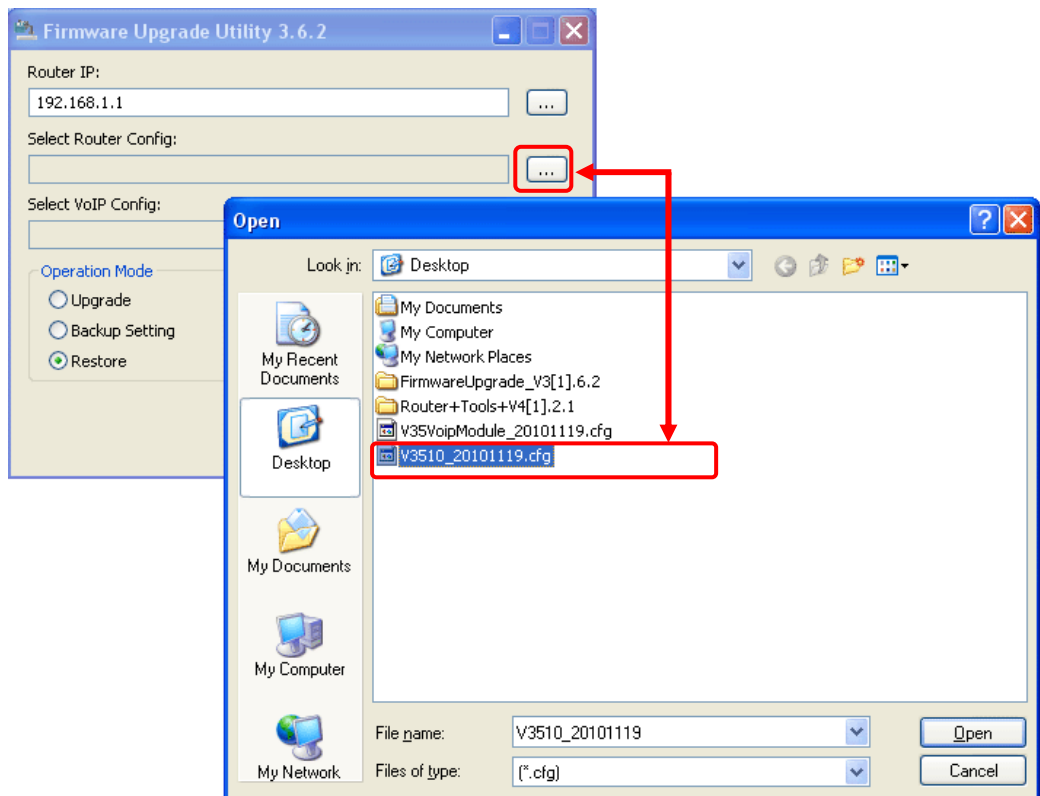 Firmware Upgrade Utility 3.6.2
Router IP:
192.168.1.1
...
Select Router Config:
...
Select VoIP Config:
Operation Mode
Upgrade
Backup Setting
Restore
Open
Look in:
Desktop
My Recent
Documents
Desktop
My Documents
My Computer
My Network
My Documents
My Computer
My Network Places
FirmwareUpgrade_V3[1].6.2
Router+Tools+V4[1].2.1
V35VoipModule_20101119.cfg
V3510_20101119.cfg
File name:
V3510_20101119
Open
Files of type:
(*.cfg)
Cancel